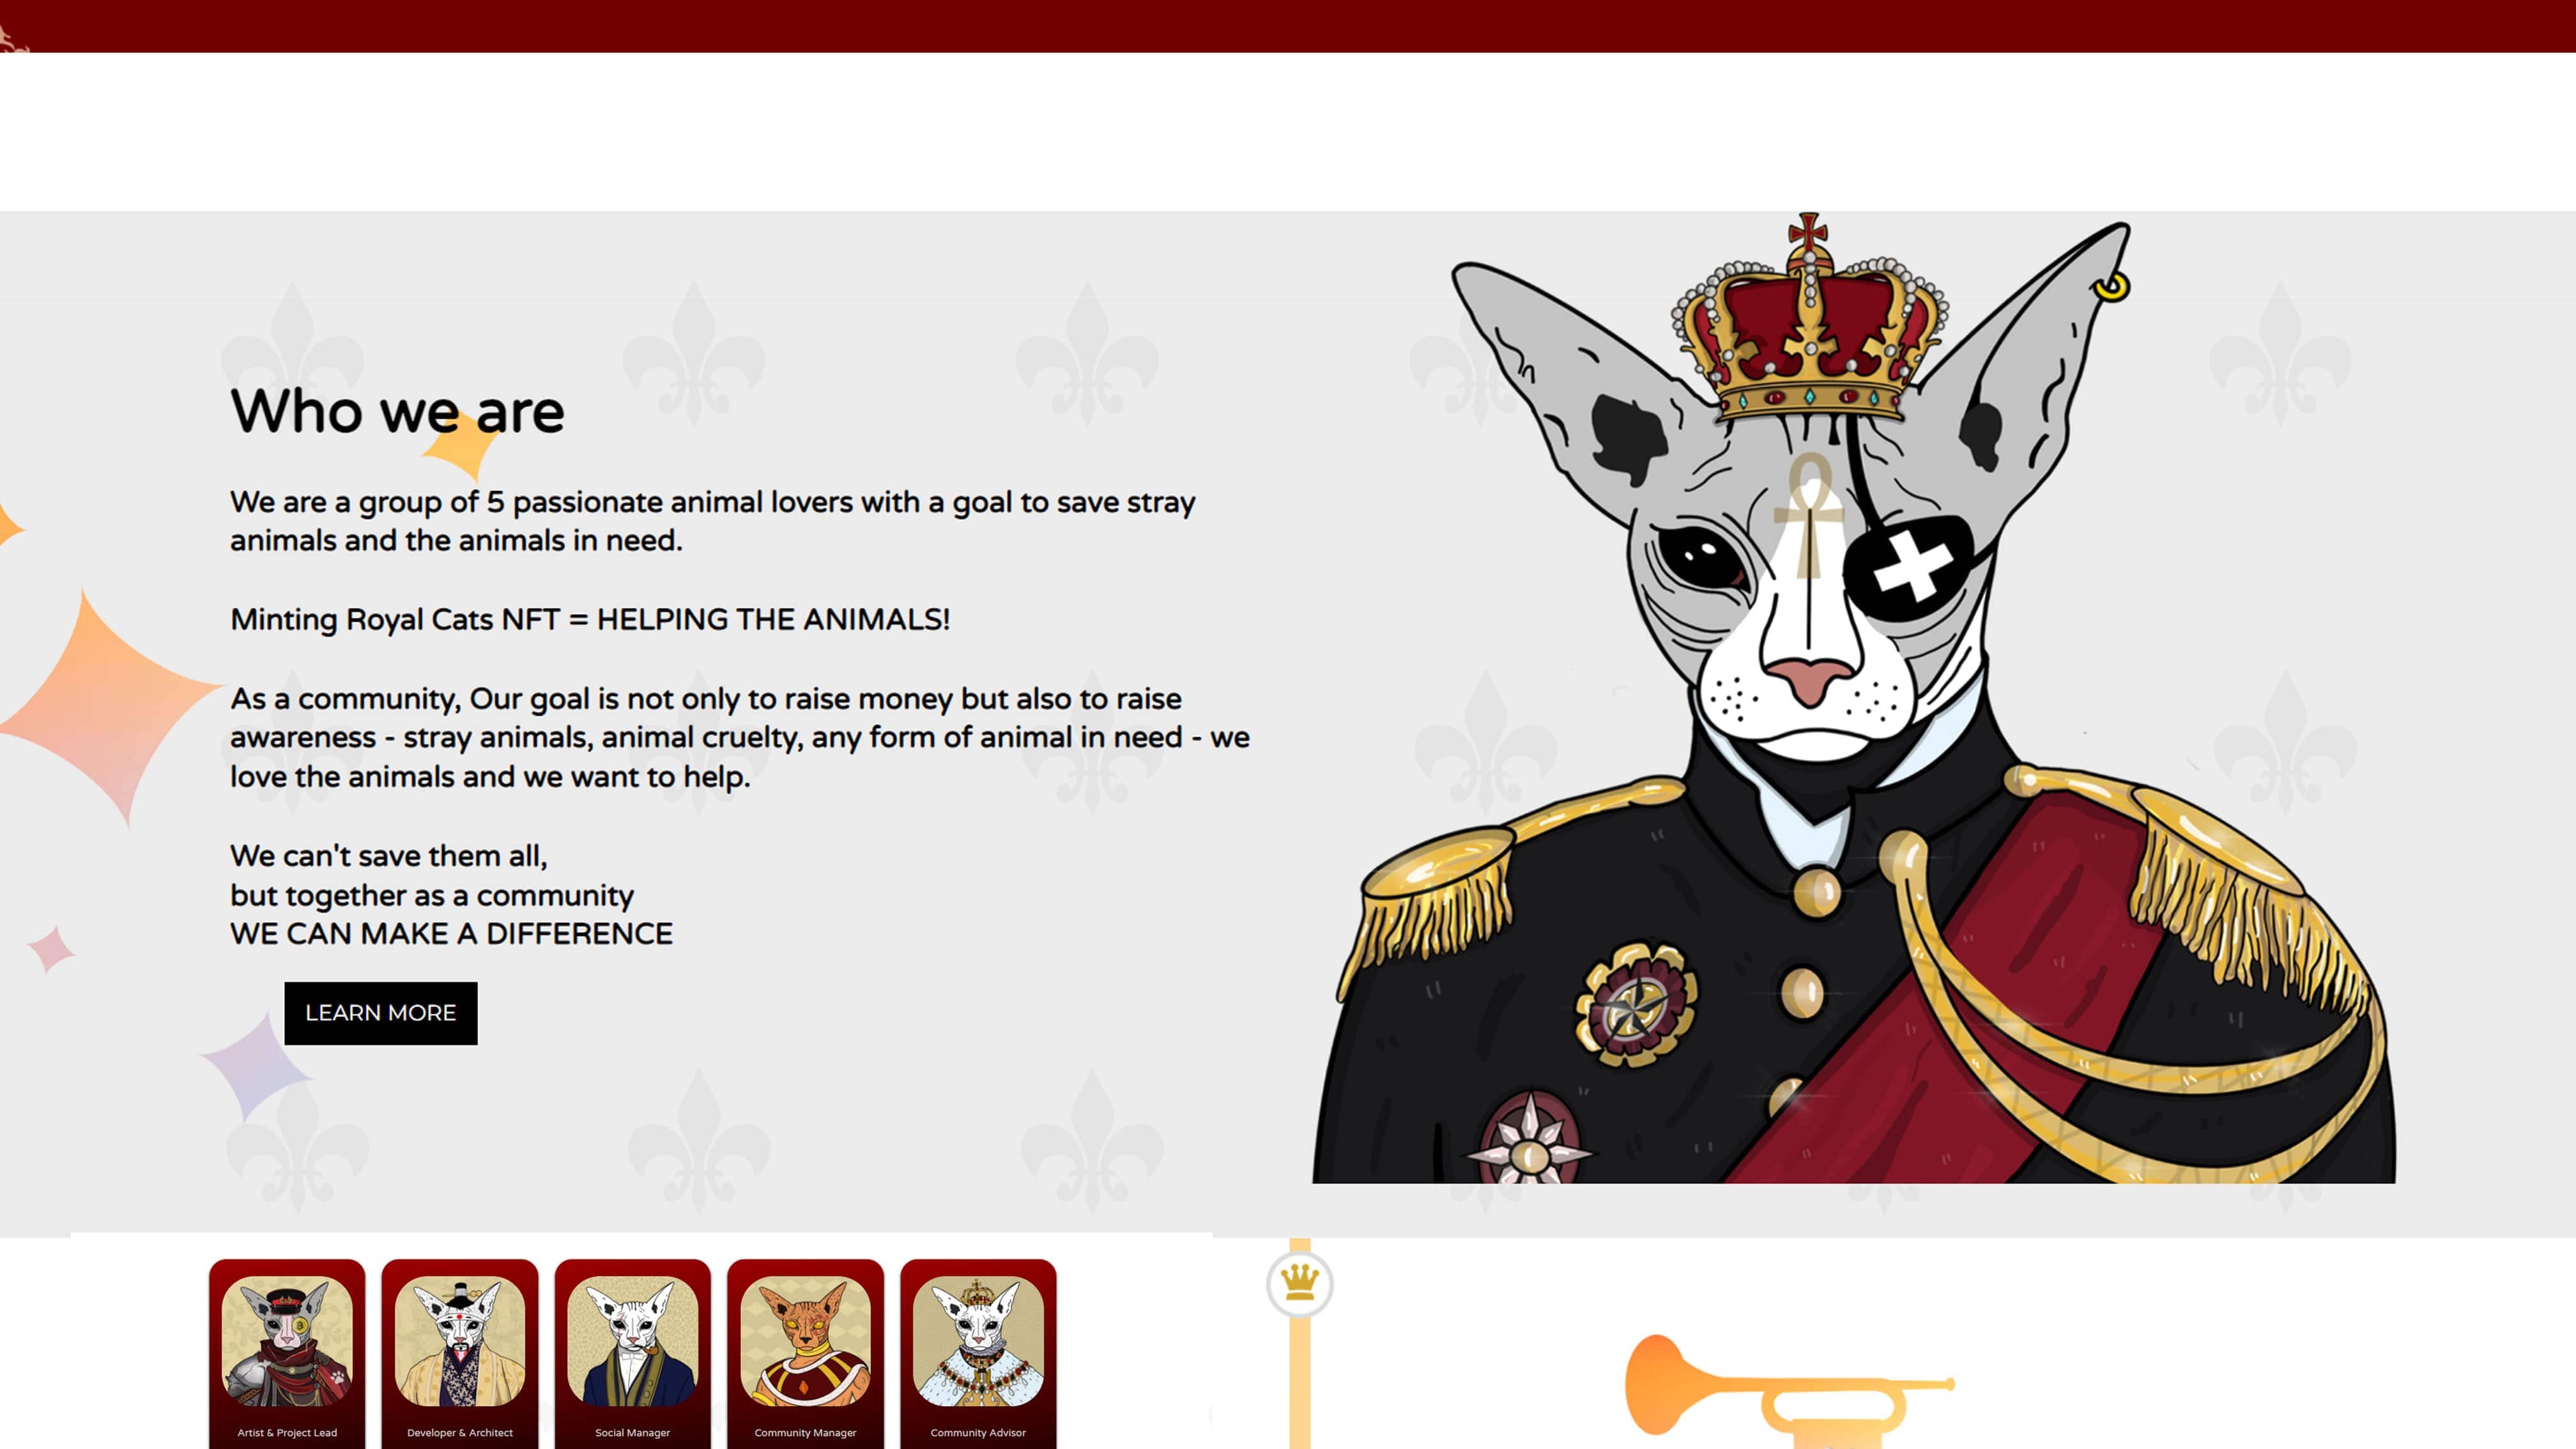 Who we are
We are a group of 5 passionate animal lovers with a goal to save stray
animals and the animals in need.
Minting Royal Cats NFT = HELPING THE ANIMALS!
As a community, Our goal is not only to raise money but also to raise
awareness - stray animals, animal cruelty, any form of animal in need - we
love the animals and we want to help.
We can't save them all,
but together as a community
WE CAN MAKE A DIFFERENCE
LEARN MORE
Artist & Project Lead
Developer & Architect
Social Manager
Community Manager
Community Advisor